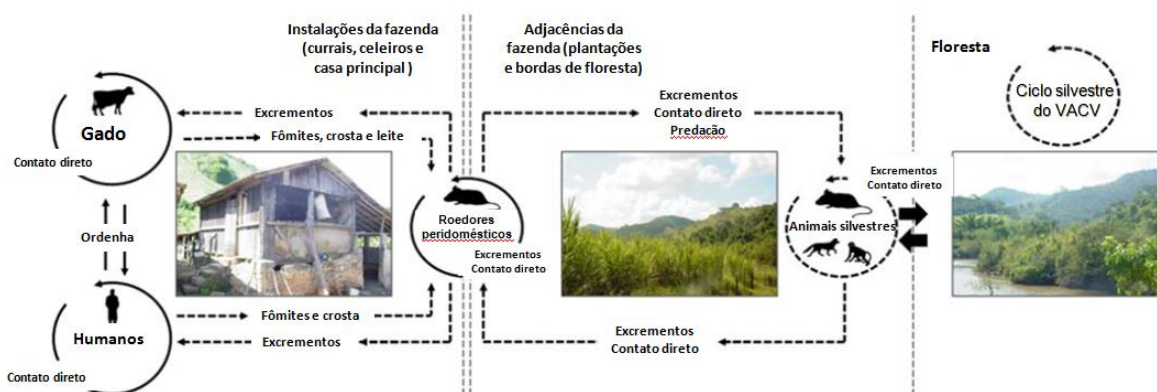 Instalações da fazenda
(currais, celeiros e
casa principal )
Adjacências da
fazenda (plantações
e bordas de floresta)
Floresta
Ciclo silvestre
do VACV
Gado
Contato direto
Excrementos
Fômites, crosta e leite
Ordenha
Humanos
Contato direto
Fômites e crosta
Excrementos
Roedores
peridomésticos
Excrementos
Contato direto
Excrementos
Contato direto
Predacão
Animais silvestres
Excrementos
Contato direto
Excrementos
Contato direto